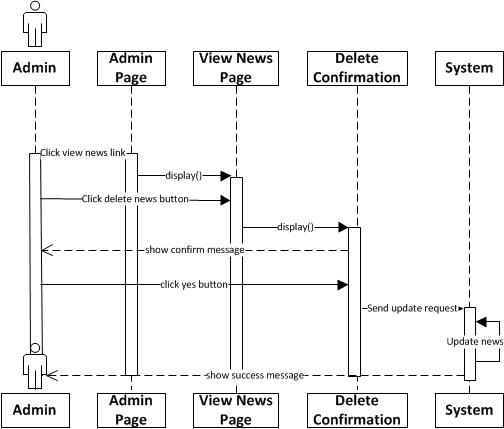 Admin
Admin
Page
View News
Page
Delete
Confirmation
System
Click view news link
display()
Click delete news button
display()
show confirm message
click yes button
Send update request
Update news
show success message
Admin
Admin
Page
View News
Page
Delete
Confirmation
System